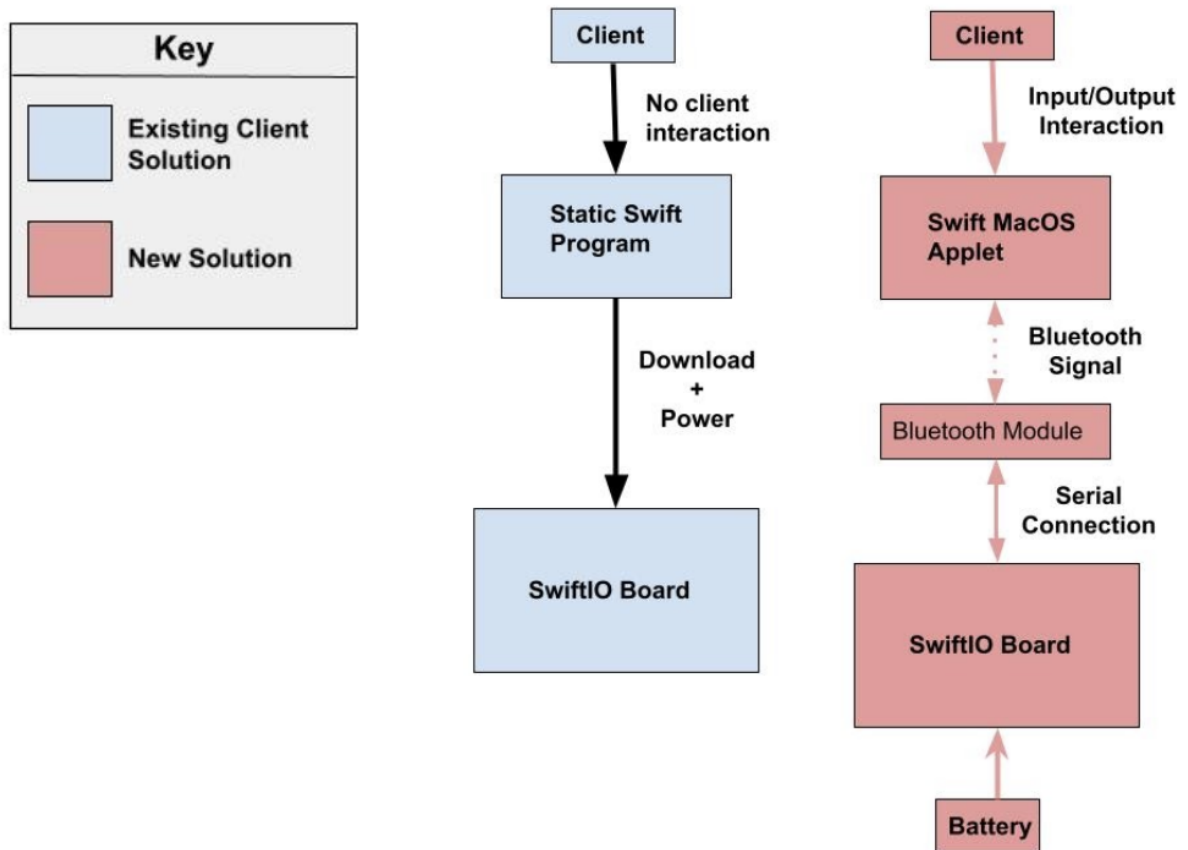 Key
Existing Client
Solution
New Solution
Client
No client
interaction
Static Swift
Program
Download
+
Power
SwiftIO Board
Client
Input/Output
Interaction
Swift MacOS
Applet
Bluetooth
Signal
Bluetooth Module
Serial
Connection
SwiftIO Board
Battery